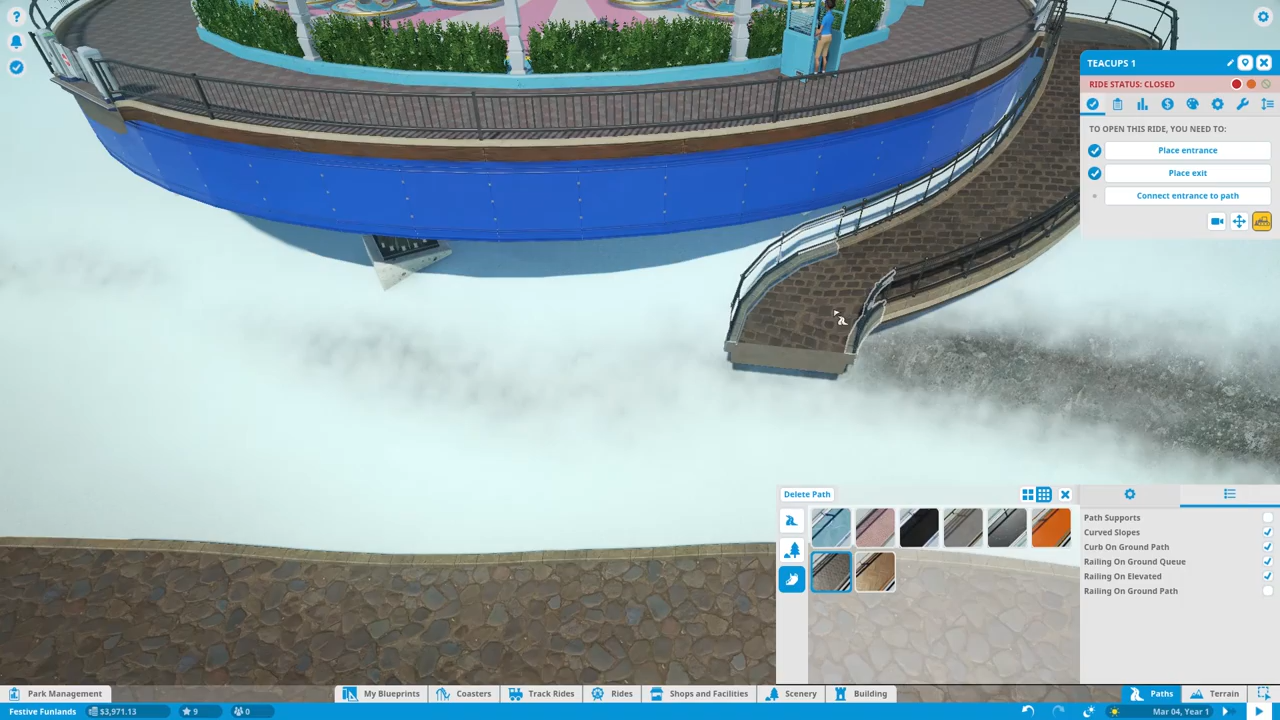 TEACUPS 1
RIDE STATUS: CLOSED
TO OPEN THIS RIDE, YOU NEED TO:
Place entrance
Place exit
Connect entrance to path
Delete Path
Path Supports
Curved Slopes
Curb On Ground Path
Railing On Ground Queue
Railing On Elevated
Railing On Ground Path
Park Management
My Blueprints
Coasters
Track Rides
Rides
Shops and Facilities
Scenery
Building
Paths
Terrain
Festive Funlands
$3,971.13
9
0
Mar 04, Year 1